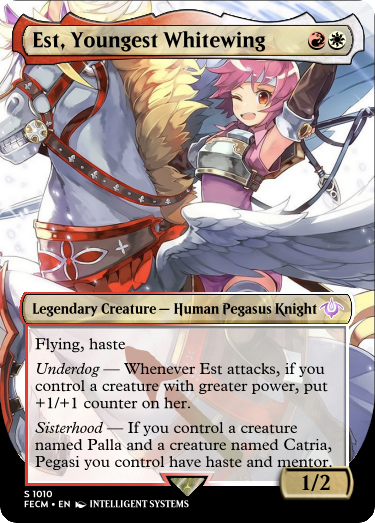 Est, Youngest Whitewing
Legendary Creature — Human Pegasus Knight
Flying, haste
Underdog — Whenever Est attacks, if you
control a creature with greater power, put
+1/+1 counter on her.
Sisterhood — If you control a creature
named Palla and a creature named Catria,
Pegasi you control have haste and mentor.
1/2
S 1010
FECM • EN INTELLIGENT SYSTEMS